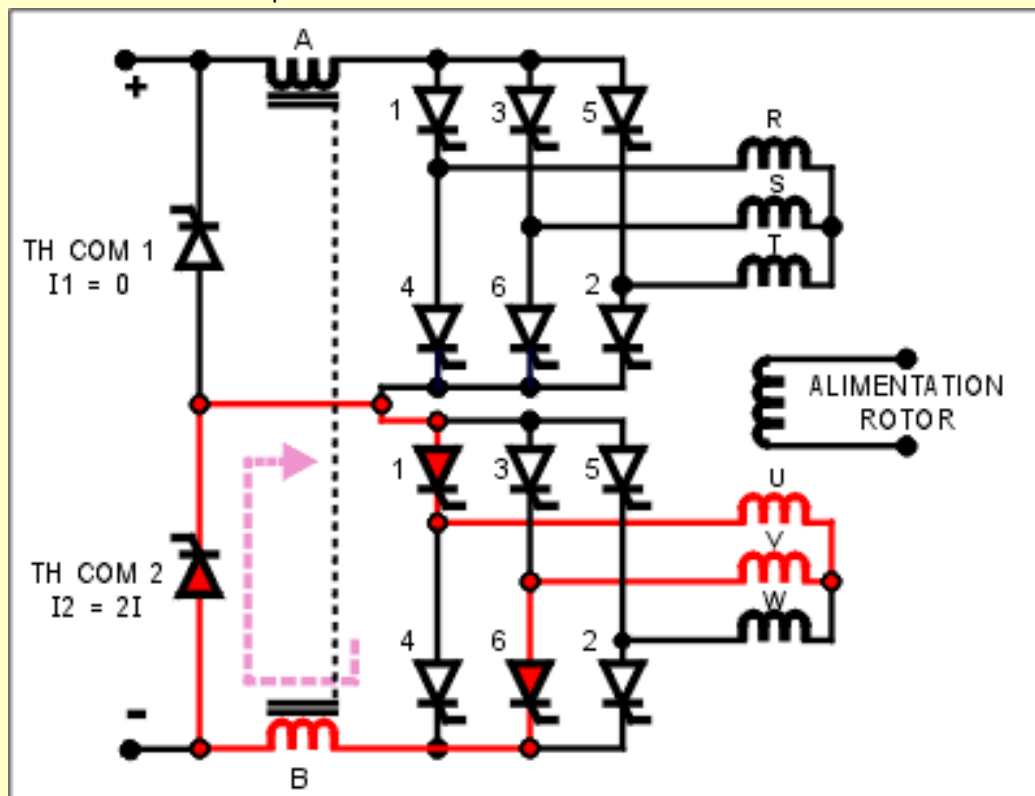 A
+
1
3
5
R
S
T
TH COM 1
I1 = 0
4
6
2
ALIMENTATION
ROTOR
1
3
5
U
V
W
TH COM 2
I2 = 2I
4
6
2
-
B